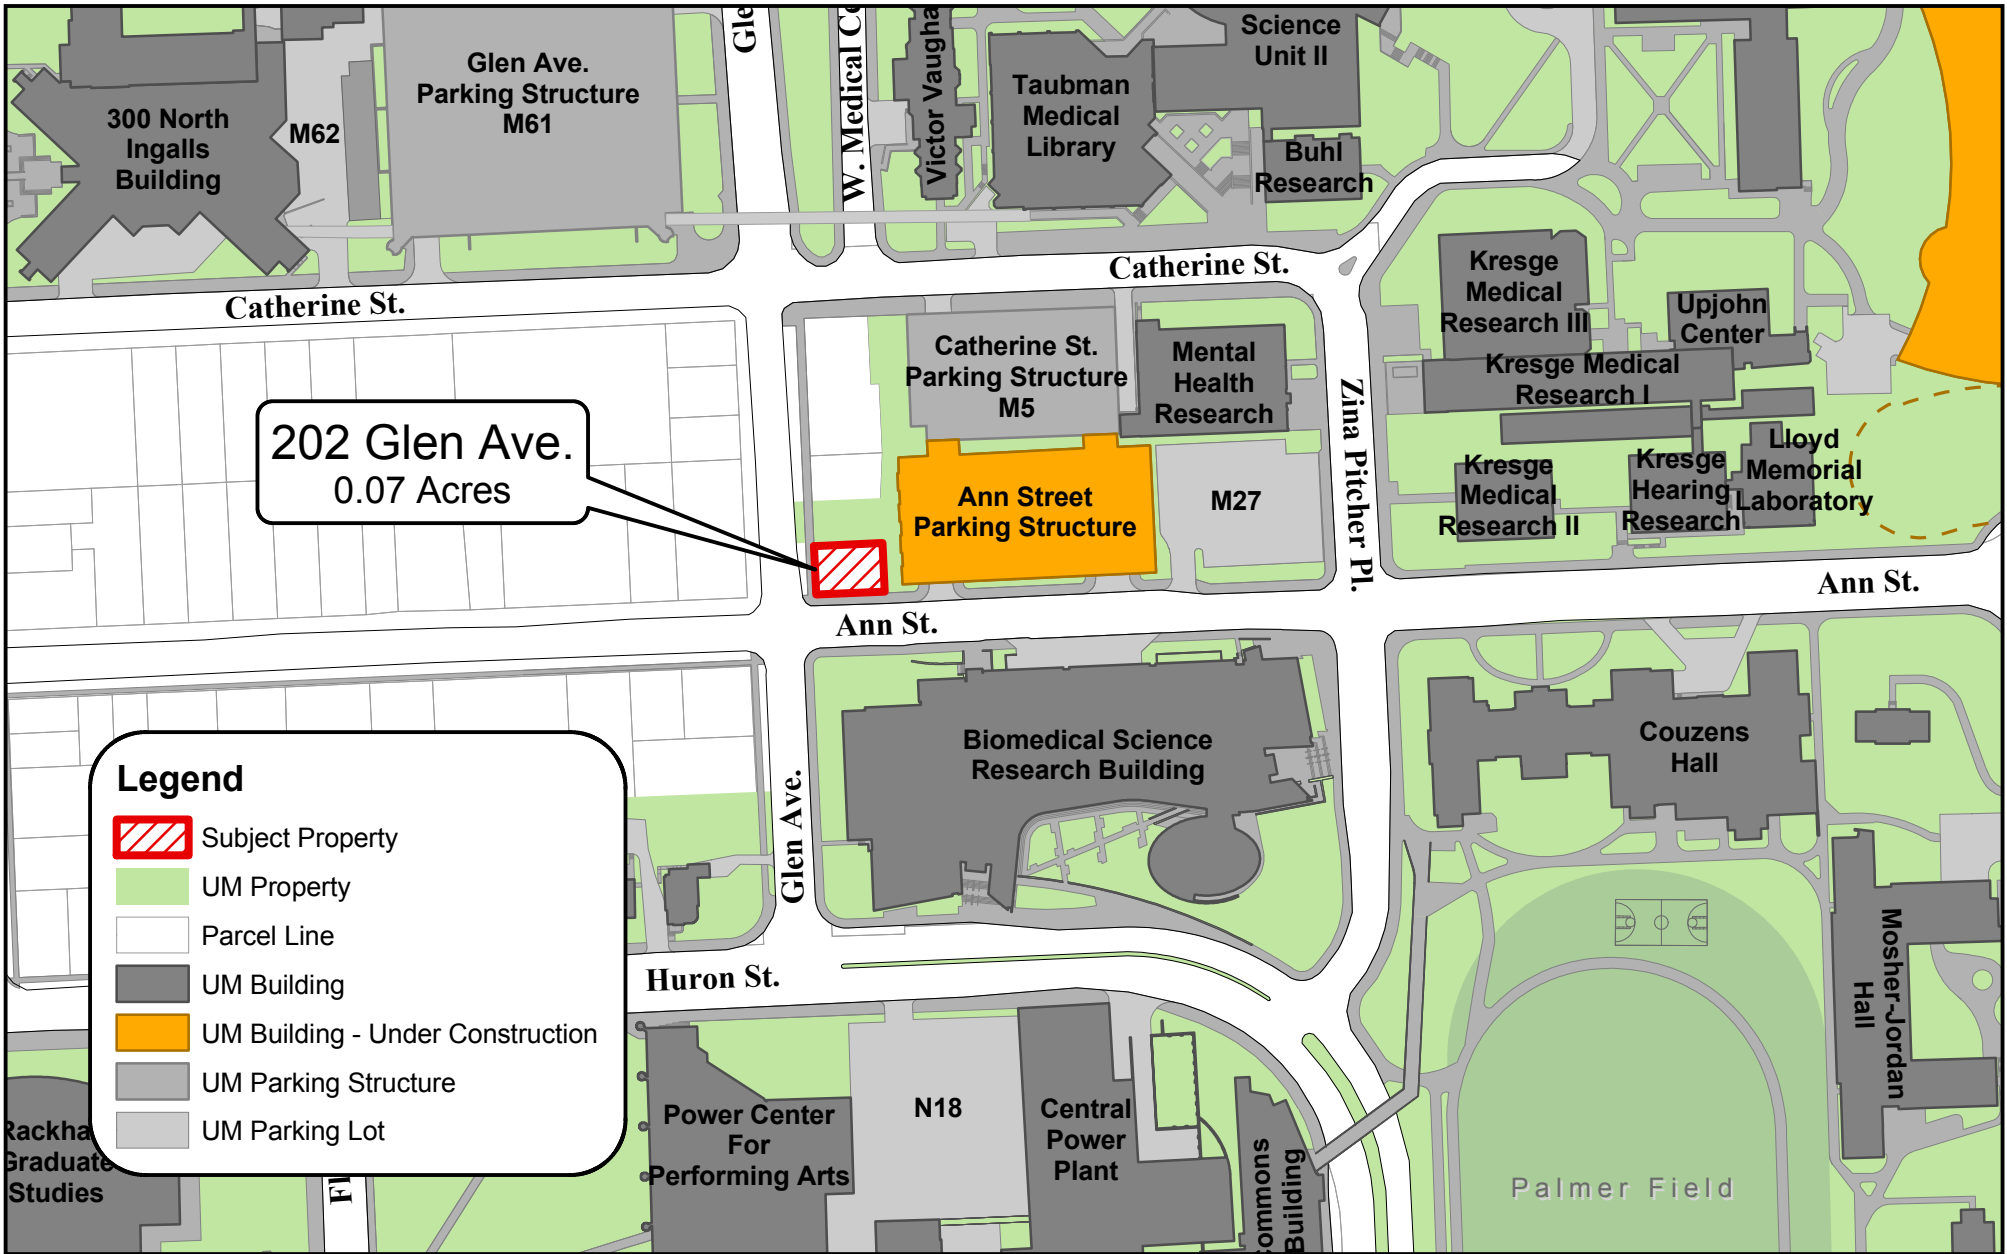 Science
Unit II
Glen Ave.
Parking Structure
M61
Taubman
Medical
Library
300 North
Ingalls
Building
M62
W. Medical
Victor
Buhl
Research
Catherine St.
Catherine St.
Kresge
Medical
Research III
Upjohn
Center
Catherine St.
Parking Structure
M5
Mental
Health
Research
Kresge Medical
Research I
Zina Pitcher Pl.
202 Glen Ave.
0.07 Acres
Lloyd
Memorial
Laboratory
Kresge
Medical
Research II
Kresge
Hearing
Research
Ann Street
Parking Structure
M27
Ann St.
Ann St.
Biomedical Science
Research Building
Couzens
Hall
Glen Ave.
Legend
Subject Property
UM Property
Parcel Line
UM Building
UM Building - Under Construction
UM Parking Structure
UM Parking Lot
Huron St.
Mosher-Jordan
Hall
Graduate
Studies
Power Center
For
Performing Arts
N18
Central
Power
Plant
Building
Palmer Field